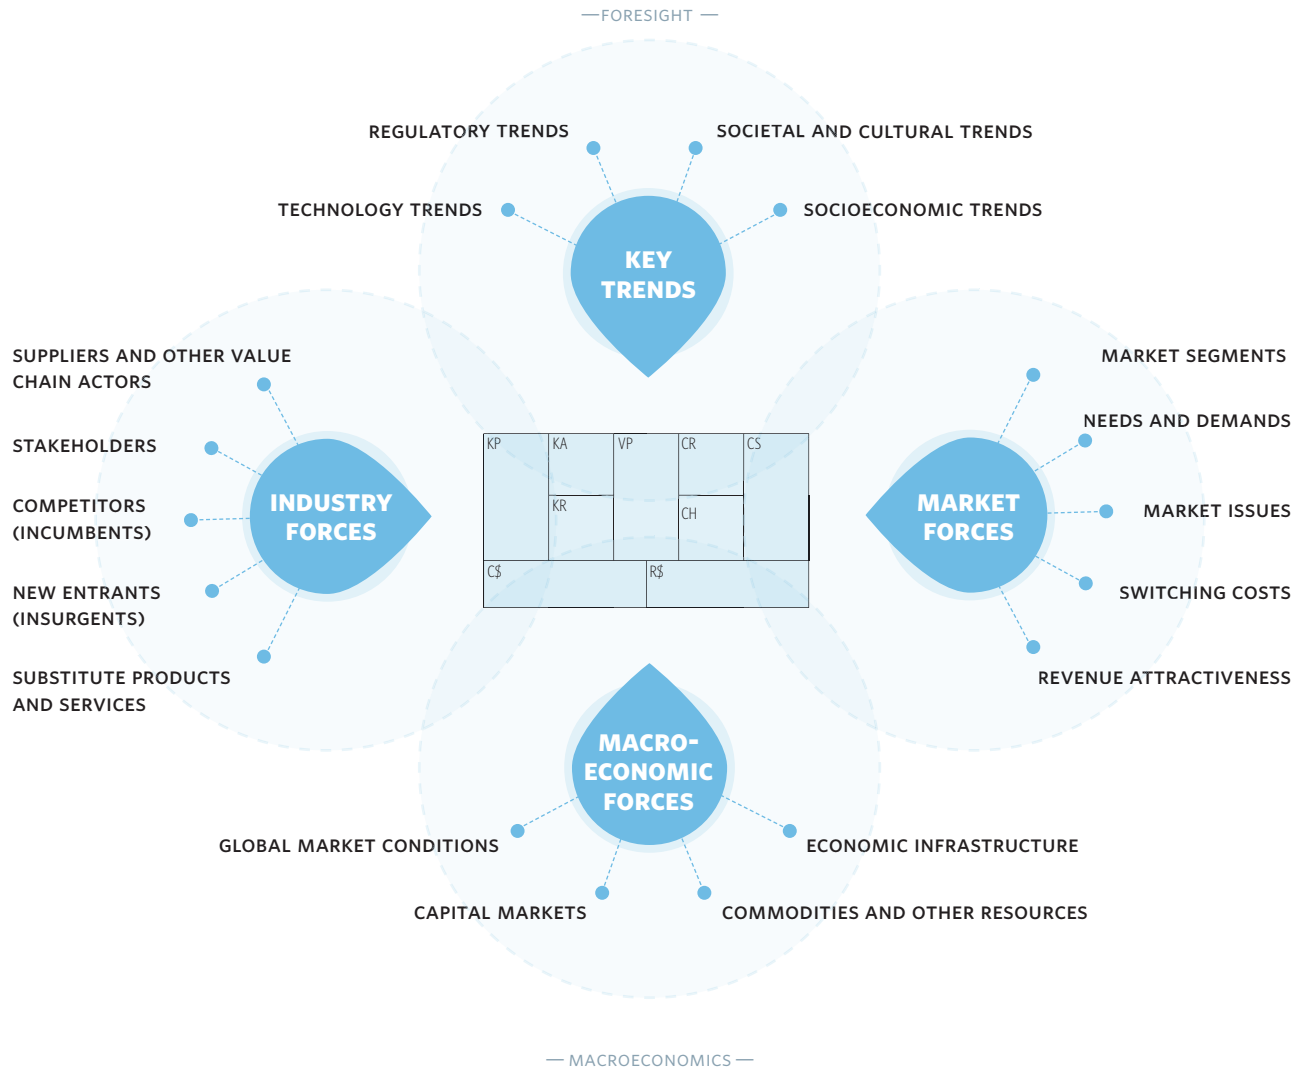 —FORESIGHT —
REGULATORY TRENDS
SOCIETAL AND CULTURAL TRENDS
TECHNOLOGY TRENDS
SOCIOECONOMIC TRENDS
KEY
TRENDS
SUPPLIERS AND OTHER VALUE
CHAIN ACTORS
STAKEHOLDERS
COMPETITORS
(INCUMBENTS)
NEW ENTRANTS
(INSURGENTS)
SUBSTITUTE PRODUCTS
AND SERVICES
INDUSTRY
FORCES
KP
KA
VP
CR
CS
KR
CH
C$
R$
MARKET
FORCES
MARKET SEGMENTS
NEEDS AND DEMANDS
MARKET ISSUES
SWITCHING COSTS
REVENUE ATTRACTIVENESS
MACRO-
ECONOMIC
FORCES
GLOBAL MARKET CONDITIONS
ECONOMIC INFRASTRUCTURE
CAPITAL MARKETS
COMMODITIES AND OTHER RESOURCES
— MACROECONOMICS —